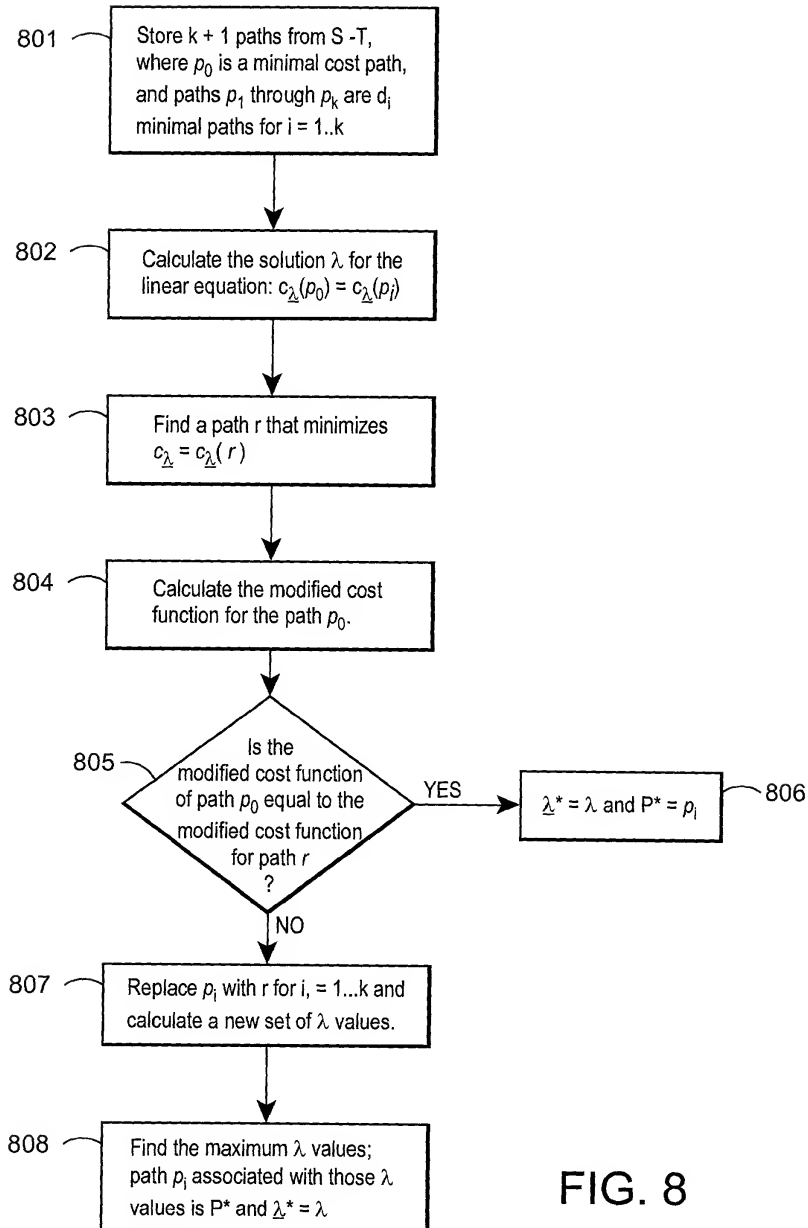 801
Store k + 1 paths from S -T,
where p₀ is a minimal cost path,
and paths p₁ through pₖ are dᵢ
minimal paths for i = 1..k
802
Calculate the solution λ for the
linear equation: c_λ̲(p₀) = c_λ̲(pᵢ)
803
Find a path r that minimizes
c_λ̲ = c_λ̲( r )
804
Calculate the modified cost
function for the path p₀.
805
Is the
modified cost function
of path p₀ equal to the
modified cost function
for path r
?
YES
λ̲* = λ and P* = pᵢ
806
NO
807
Replace pᵢ with r for i, = 1...k and
calculate a new set of λ values.
808
Find the maximum λ values;
path pᵢ associated with those λ
values is P* and λ̲* = λ
FIG. 8